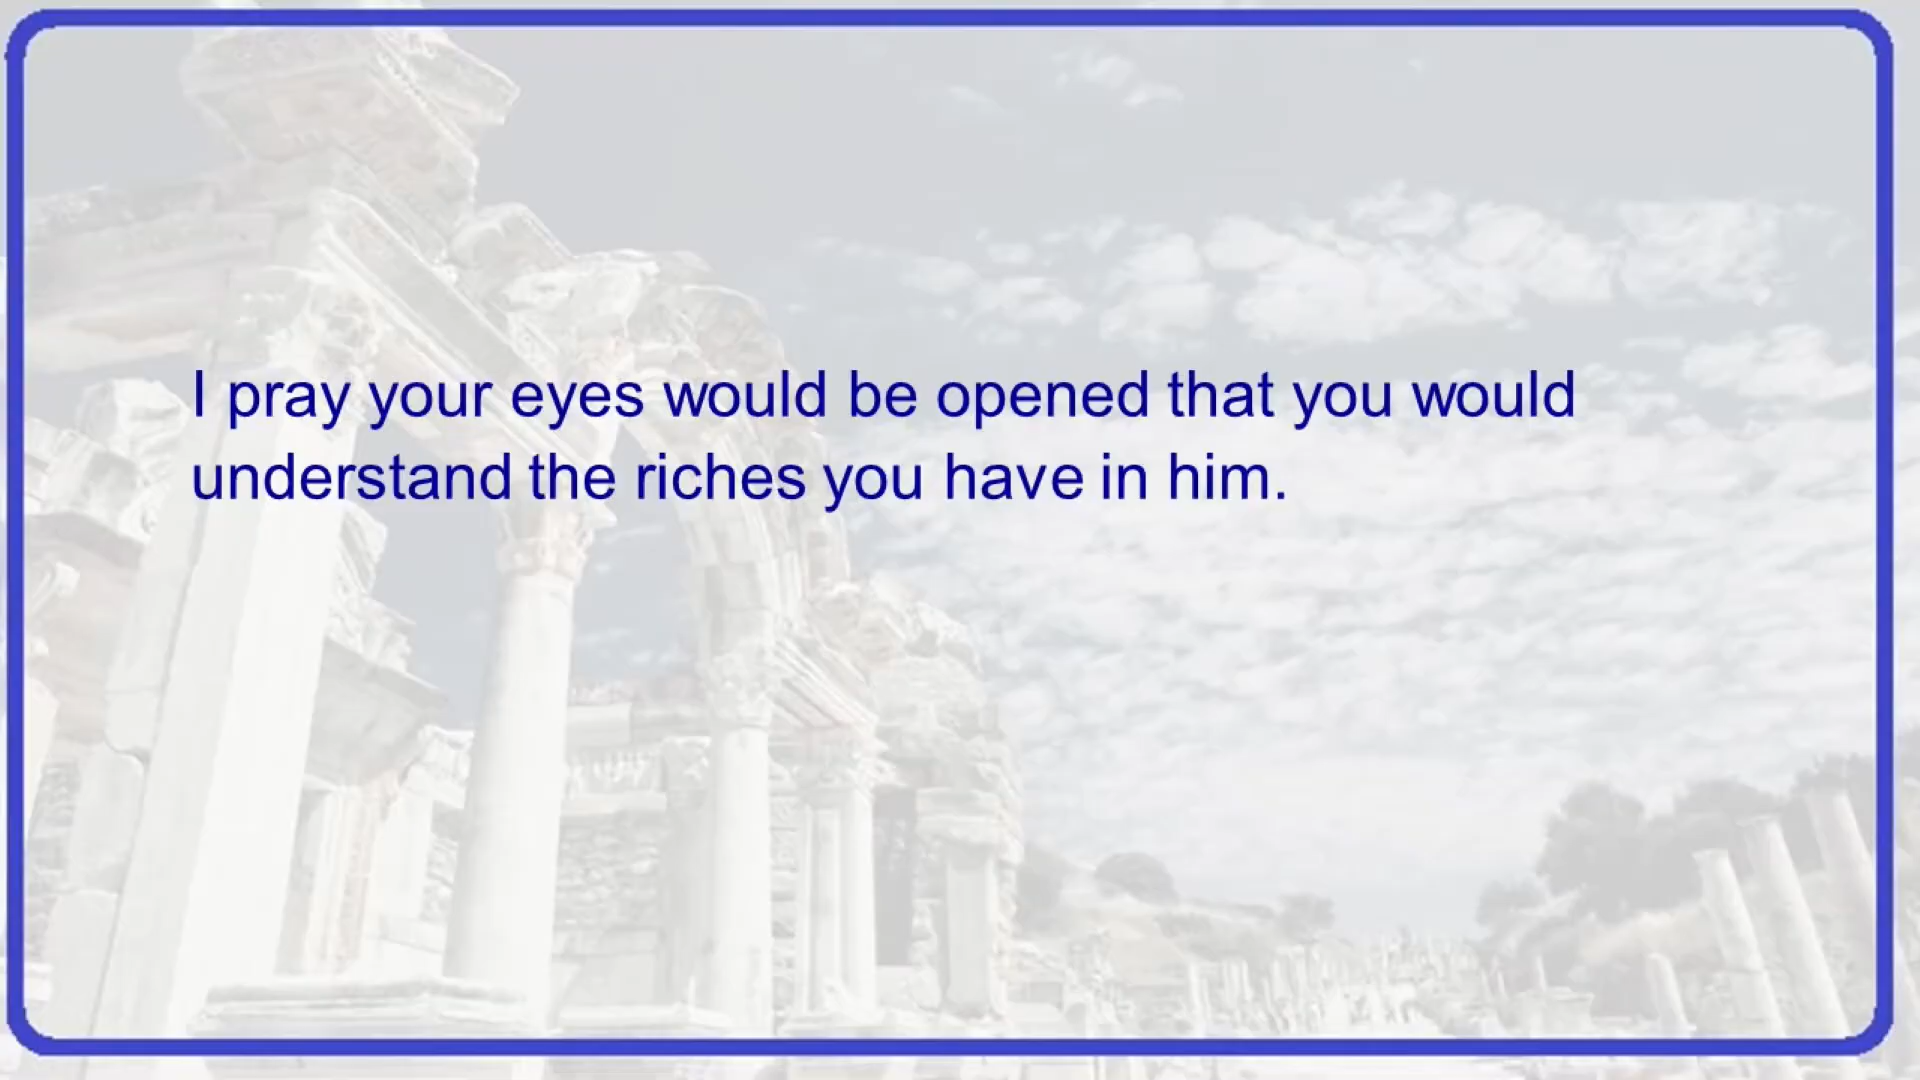 I pray your eyes would be opened that you would
understand the riches you have in him.